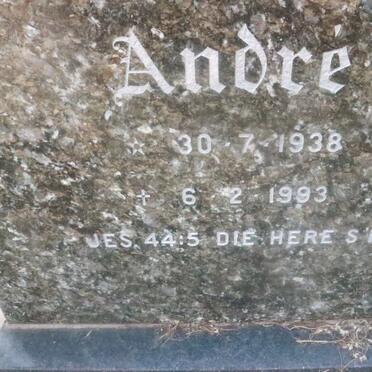 André
☆ 30·7·1938
✝ 6·2·1993
JES. 44:5 DIE HERE S